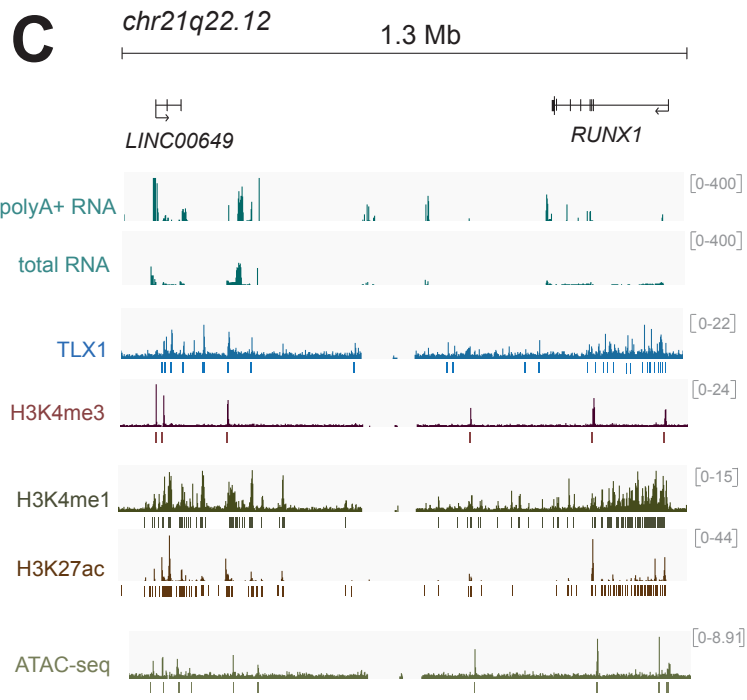 C
chr21q22.12
1.3 Mb
LINC00649
RUNX1
polyA+ RNA
[0-400]
total RNA
[0-400]
TLX1
[0-22]
H3K4me3
[0-24]
H3K4me1
[0-15]
H3K27ac
[0-44]
ATAC-seq
[0-8.91]